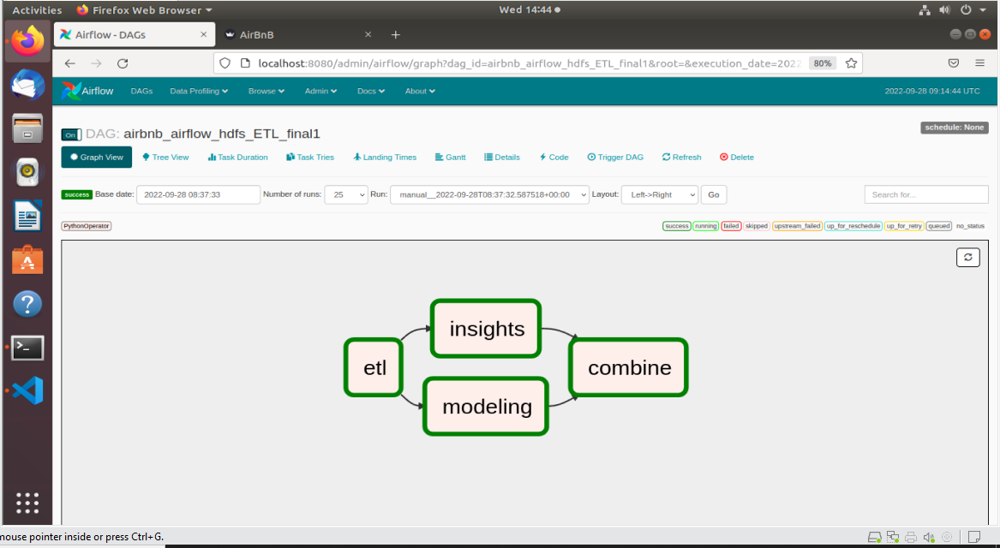 Activities Firefox Web Browser Wed 14:44
Airflow - DAGs × AirBnB × +
localhost:8080/admin/airflow/graph?dag_id=airbnb_airflow_hdfs_ETL_final1&root=&execution_date=2022 80%
Airflow DAGs Data Profiling Browse Admin Docs About 2022-09-28 09:14:44 UTC
On DAG: airbnb_airflow_hdfs_ETL_final1 schedule: None
Graph View Tree View Task Duration Task Tries Landing Times Gantt Details Code Trigger DAG Refresh Delete
success Base date: 2022-09-28 08:37:33 Number of runs: 25 Run: manual__2022-09-28T08:37:32.587518+00:00 Layout: Left->Right Go Search for...
PythonOperator success running failed skipped upstream_failed up_for_reschedule up_for_retry queued no_status
insights
etl combine
modeling
mouse pointer inside or press Ctrl+G.